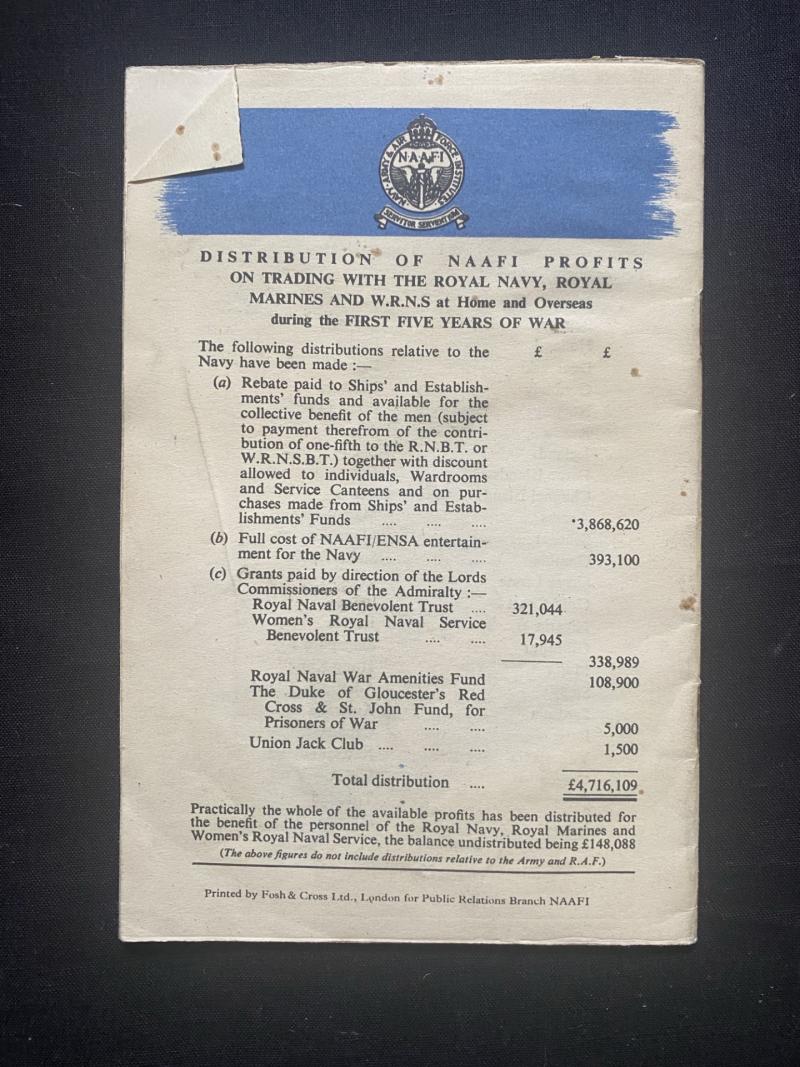 NAAFI
NAVY · ARMY & AIR FORCE INSTITUTES
SERVITOR SERVIENTIUM
DISTRIBUTION OF NAAFI PROFITS
ON TRADING WITH THE ROYAL NAVY, ROYAL
MARINES AND W.R.N.S at Home and Overseas
during the FIRST FIVE YEARS OF WAR
The following distributions relative to the £ £
Navy have been made :—
(a) Rebate paid to Ships' and Establish-
ments' funds and available for the
collective benefit of the men (subject
to payment therefrom of the contri-
bution of one-fifth to the R.N.B.T. or
W.R.N.S.B.T.) together with discount
allowed to individuals, Wardrooms
and Service Canteens and on pur-
chases made from Ships' and Estab-
lishments' Funds .... .... .... 3,868,620
(b) Full cost of NAAFI/ENSA entertain-
ment for the Navy .... .... .... 393,100
(c) Grants paid by direction of the Lords
Commissioners of the Admiralty :—
Royal Naval Benevolent Trust .... 321,044
Women's Royal Naval Service
Benevolent Trust .... .... 17,945
338,989
Royal Naval War Amenities Fund 108,900
The Duke of Gloucester's Red
Cross & St. John Fund, for
Prisoners of War .... .... 5,000
Union Jack Club .... .... .... 1,500
Total distribution .... £4,716,109
Practically the whole of the available profits has been distributed for
the benefit of the personnel of the Royal Navy, Royal Marines and
Women's Royal Naval Service, the balance undistributed being £148,088
(The above figures do not include distributions relative to the Army and R.A.F.)
Printed by Fosh & Cross Ltd., London for Public Relations Branch NAAFI